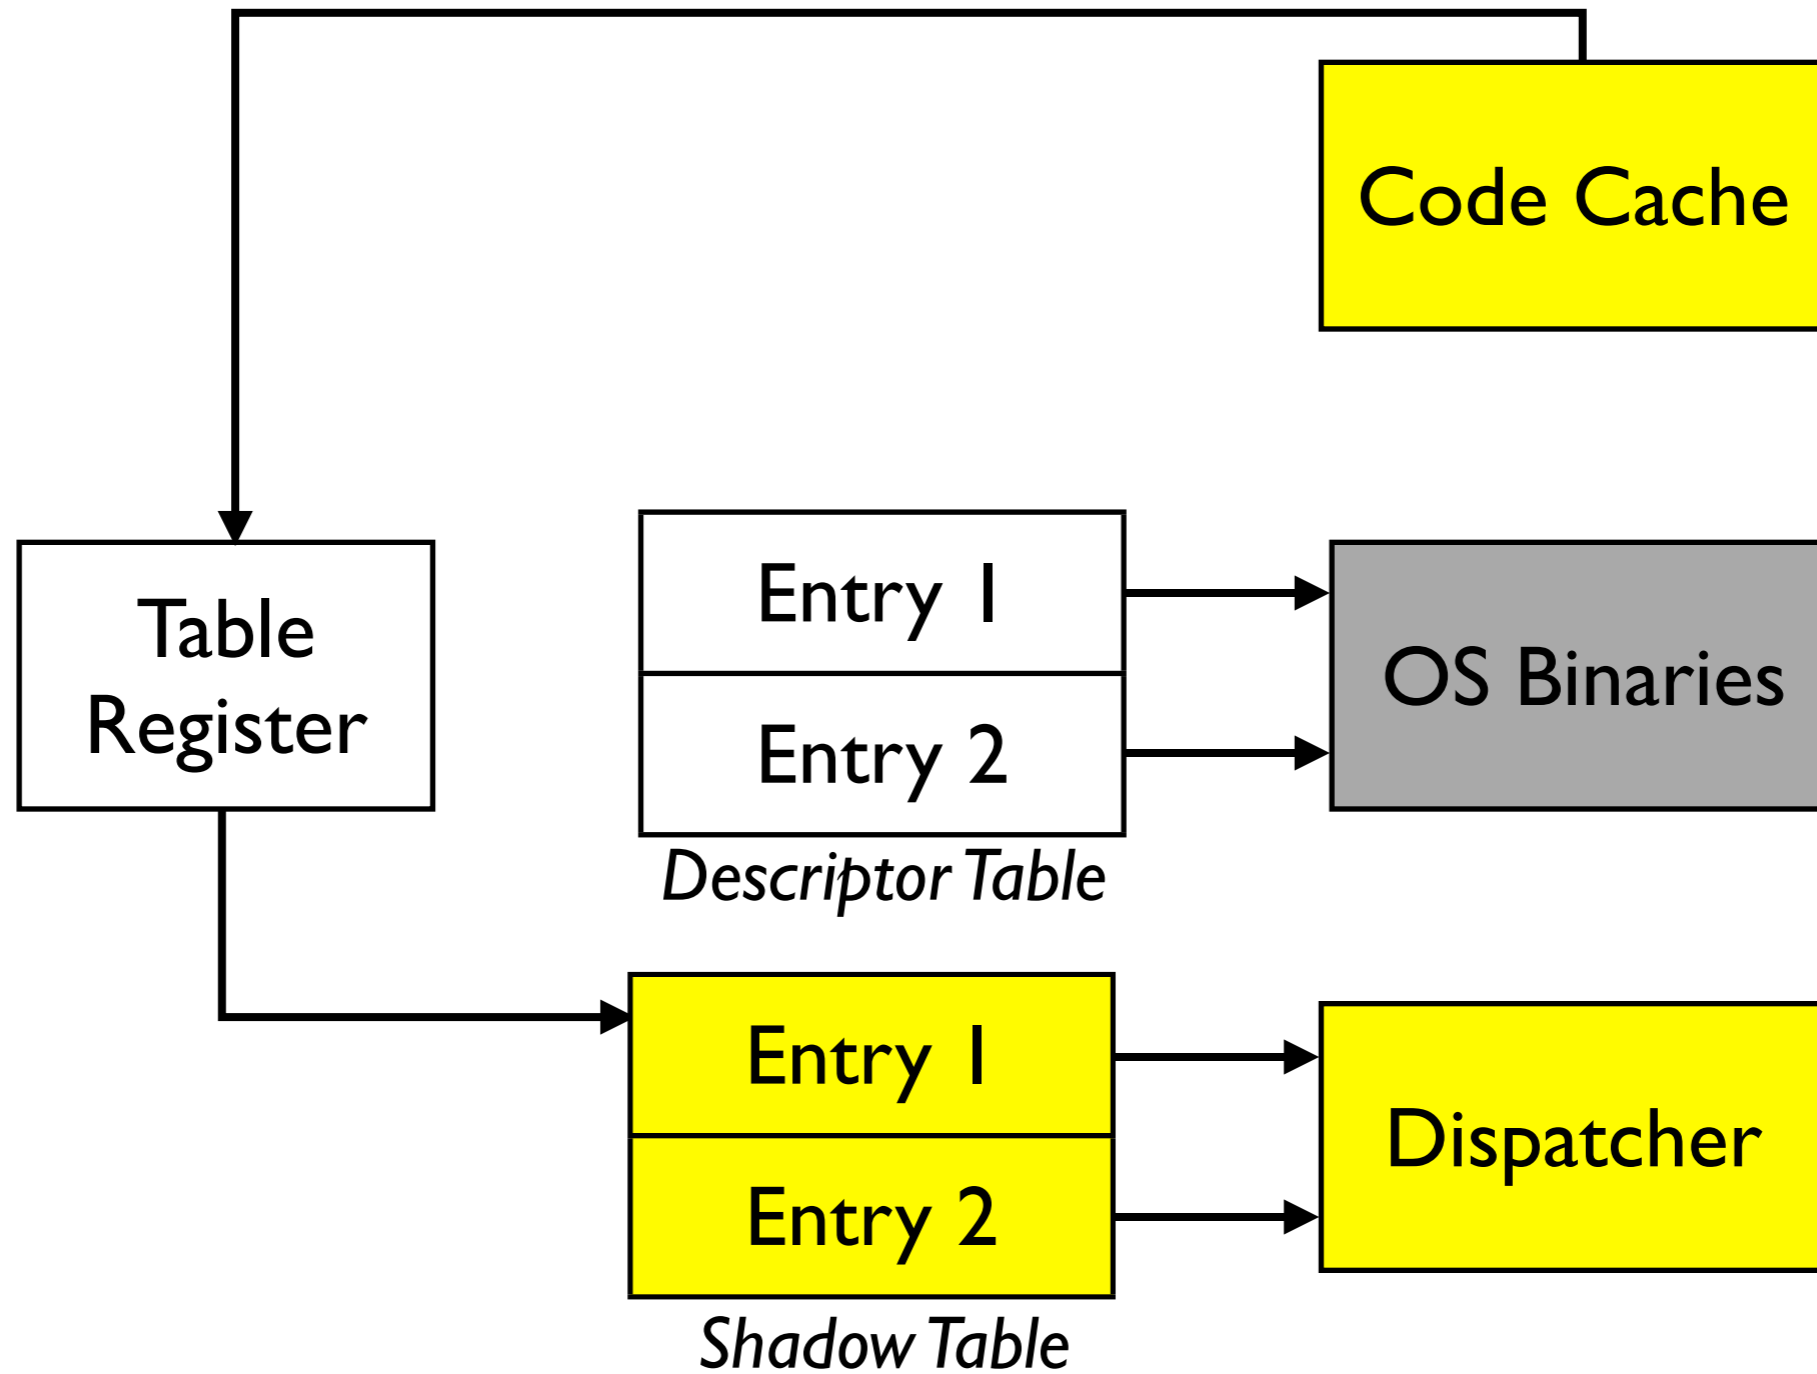 Code Cache
Table
Register
Entry 1
Entry 2
Descriptor Table
OS Binaries
Entry 1
Entry 2
Shadow Table
Dispatcher